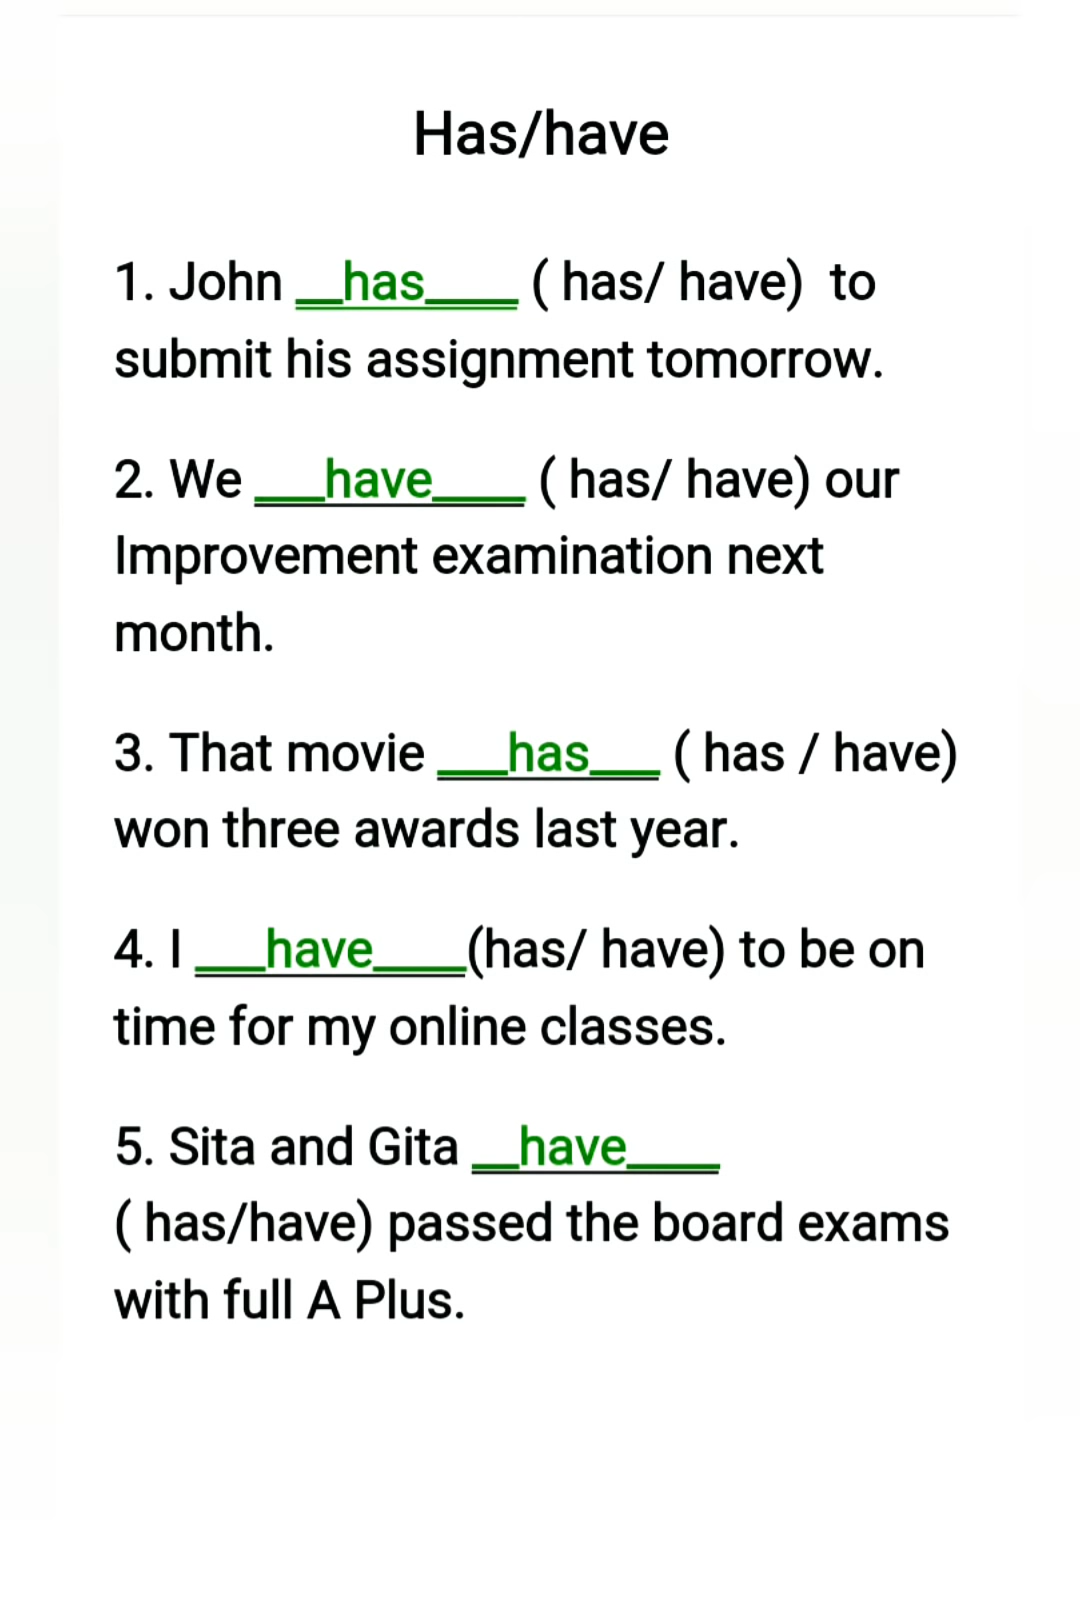 Has/have
1. John __has____ ( has/ have)  to
submit his assignment tomorrow.
2. We ___have____ ( has/ have) our
Improvement examination next
month.
3. That movie ___has___ ( has / have)
won three awards last year.
4. I ___have____(has/ have) to be on
time for my online classes.
5. Sita and Gita __have____
( has/have) passed the board exams
with full A Plus.